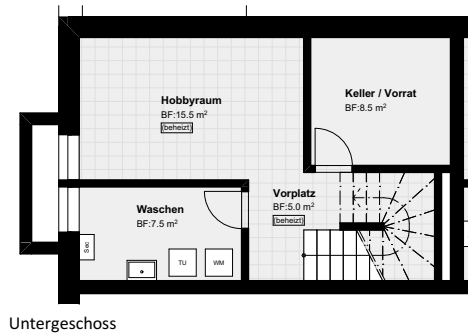 Hobbyraum
BF:15.5 m²
(beheizt)
Keller / Vorrat
BF:8.5 m²
Vorplatz
BF:5.0 m²
(beheizt)
Waschen
BF:7.5 m²
Sec
TU
WM
Untergeschoss